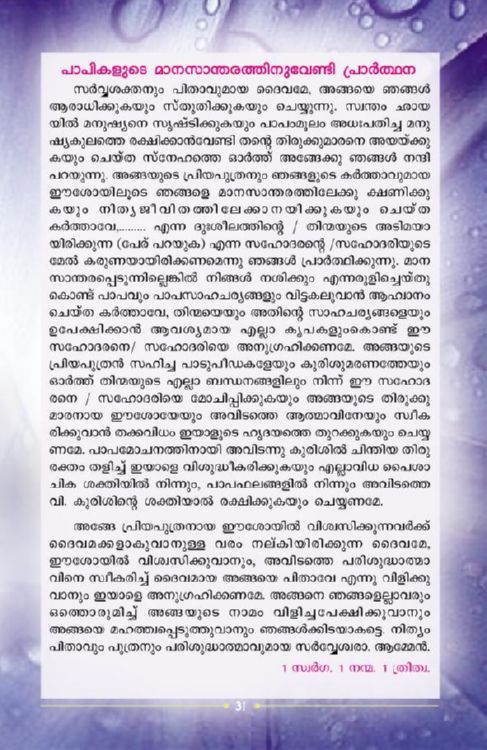 പാപികളുടെ മാനസാന്തരത്തിനുവേണ്ടി പ്രാർത്ഥന
സർവ്വശക്തനും പിതാവുമായ ദൈവമേ, അങ്ങയെ ഞങ്ങൾ
ആരാധിക്കുകയും സ്തുതിക്കുകയും ചെയ്യുന്നു. സ്വന്തം ഛായ
യിൽ മനുഷ്യനെ സൃഷ്ടിക്കുകയും പാപംമൂലം അധഃപതിച്ച മനു
ഷ്യകുലത്തെ രക്ഷിക്കാൻവേണ്ടി തന്റെ തിരുക്കുമാരനെ അയയ്ക്കു
കയും ചെയ്ത സ്നേഹത്തെ ഓർത്ത് അങ്ങേക്കു ഞങ്ങൾ നന്ദി
പറയുന്നു. അങ്ങയുടെ പ്രിയപുത്രനും ഞങ്ങളുടെ കർത്താവുമായ
ഈശോയിലൂടെ ഞങ്ങളെ മാനസാന്തരത്തിലേക്കു ക്ഷണിക്കു
കയും നിത്യജീവിതത്തിലേക്കാനയിക്കുകയും ചെയ്ത
കർത്താവേ,......... എന്ന ദുഃശീലത്തിന്റെ / തിന്മയുടെ അടിമയാ
യിരിക്കുന്ന (പേര് പറയുക) എന്ന സഹോദരന്റെ /സഹോദരിയുടെ
മേൽ കരുണയായിരിക്കണമെന്നു ഞങ്ങൾ പ്രാർത്ഥിക്കുന്നു. മാന
സാന്തരപ്പെടുന്നില്ലെങ്കിൽ നിങ്ങൾ നശിക്കും എന്നരുളിച്ചെയ്തു
കൊണ്ട് പാപവും പാപസാഹചര്യങ്ങളും വിട്ടകലുവാൻ ആഹ്വാനം
ചെയ്ത കർത്താവേ, തിന്മയെയും അതിന്റെ സാഹചര്യങ്ങളെയും
ഉപേക്ഷിക്കാൻ ആവശ്യമായ എല്ലാ കൃപകളുംകൊണ്ട് ഈ
സഹോദരനെ/ സഹോദരിയെ അനുഗ്രഹിക്കണമേ. അങ്ങയുടെ
പ്രിയപുത്രൻ സഹിച്ച പാടുപീഡകളേയും കുരിശുമരണത്തേയും
ഓർത്ത് തിന്മയുടെ എല്ലാ ബന്ധനങ്ങളിലും നിന്ന് ഈ സഹോദ
രനെ / സഹോദരിയെ മോചിപ്പിക്കുകയും അങ്ങയുടെ തിരുക്കു
മാരനായ ഈശോയേയും അവിടത്തെ ആത്മാവിനേയും സ്വീക
രിക്കുവാൻ തക്കവിധം ഇയാളുടെ ഹൃദയത്തെ തുറക്കുകയും ചെയ്യ
ണമേ. പാപമോചനത്തിനായി അവിടന്നു കുരിശിൽ ചിന്തിയ തിരു
രക്തം തളിച്ച് ഇയാളെ വിശുദ്ധീകരിക്കുകയും എല്ലാവിധ പൈശാ
ചിക ശക്തിയിൽ നിന്നും, പാപഫലങ്ങളിൽ നിന്നും അവിടത്തെ
വി. കുരിശിന്റെ ശക്തിയാൽ രക്ഷിക്കുകയും ചെയ്യണമേ.
അങ്ങേ പ്രിയപുത്രനായ ഈശോയിൽ വിശ്വസിക്കുന്നവർക്ക്
ദൈവമക്കളാകുവാനുള്ള വരം നല്കിയിരിക്കുന്ന ദൈവമേ,
ഈശോയിൽ വിശ്വസിക്കുവാനും, അവിടത്തെ പരിശുദ്ധാത്മാ
വിനെ സ്വീകരിച്ച് ദൈവമായ അങ്ങയെ പിതാവേ എന്നു വിളിക്കു
വാനും ഇയാളെ അനുഗ്രഹിക്കണമേ. അങ്ങനെ ഞങ്ങളെല്ലാവരും
ഒത്തൊരുമിച്ച് അങ്ങയുടെ നാമം വിളിച്ചപേക്ഷിക്കുവാനും
അങ്ങയെ മഹത്ത്വപ്പെടുത്തുവാനും ഞങ്ങൾക്കിടയാകട്ടെ. നിത്യം
പിതാവും പുത്രനും പരിശുദ്ധാത്മാവുമായ സർവ്വേശ്വരാ. ആമ്മേൻ.
1 സ്വർഗ. 1 നന്മ. 1 ത്രിത്വ.
31